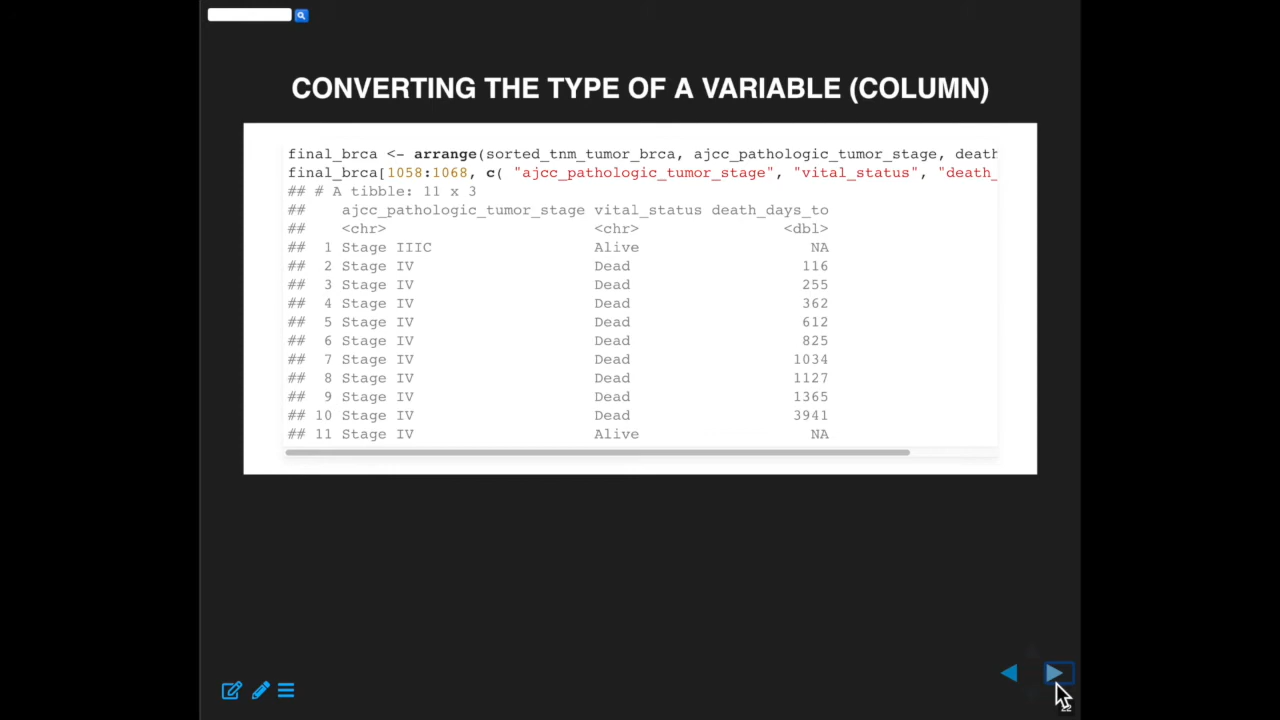 CONVERTING THE TYPE OF A VARIABLE (COLUMN)
final_brca <- arrange(sorted_tnm_tumor_brca, ajcc_pathologic_tumor_stage, death
final_brca[1058:1068, c( "ajcc_pathologic_tumor_stage", "vital_status", "death_
## # A tibble: 11 x 3
##    ajcc_pathologic_tumor_stage vital_status death_days_to
##    <chr>                       <chr>                <dbl>
##  1 Stage IIIC                  Alive                   NA
##  2 Stage IV                    Dead                   116
##  3 Stage IV                    Dead                   255
##  4 Stage IV                    Dead                   362
##  5 Stage IV                    Dead                   612
##  6 Stage IV                    Dead                   825
##  7 Stage IV                    Dead                  1034
##  8 Stage IV                    Dead                  1127
##  9 Stage IV                    Dead                  1365
## 10 Stage IV                    Dead                  3941
## 11 Stage IV                    Alive                   NA